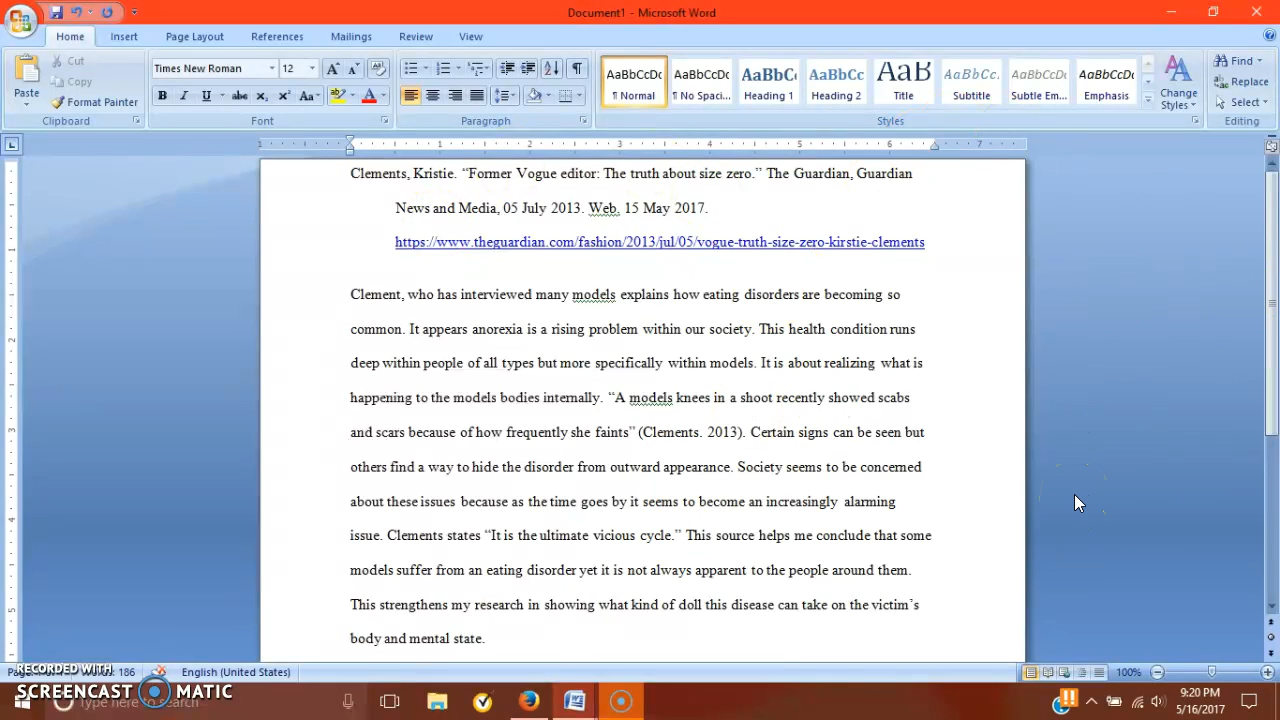 Document1 - Microsoft Word
Home Insert Page Layout References Mailings Review View
Paste
Cut
Copy
Format Painter
Clipboard
Times New Roman 12
Font
Paragraph
AaBbCcDc AaBbCcDc AaBbC AaBbCc AaB AaBbCc. AaBbCcDc AaBbCcDc
¶ Normal ¶ No Spaci... Heading 1 Heading 2 Title Subtitle Subtle Em... Emphasis
Change Styles
Styles
Find
Replace
Select
Editing
Clements, Kristie. “Former Vogue editor: The truth about size zero.” The Guardian, Guardian
News and Media, 05 July 2013. Web. 15 May 2017.
https://www.theguardian.com/fashion/2013/jul/05/vogue-truth-size-zero-kirstie-clements
Clement, who has interviewed many models explains how eating disorders are becoming so
common. It appears anorexia is a rising problem within our society. This health condition runs
deep within people of all types but more specifically within models. It is about realizing what is
happening to the models bodies internally. “A models knees in a shoot recently showed scabs
and scars because of how frequently she faints” (Clements. 2013). Certain signs can be seen but
others find a way to hide the disorder from outward appearance. Society seems to be concerned
about these issues because as the time goes by it seems to become an increasingly alarming
issue. Clements states “It is the ultimate vicious cycle.” This source helps me conclude that some
models suffer from an eating disorder yet it is not always apparent to the people around them.
This strengthens my research in showing what kind of doll this disease can take on the victim’s
body and mental state.
186 English (United States) 100%
RECORDED WITH
SCREENCAST MATIC
Type here to search
9:20 PM
5/16/2017